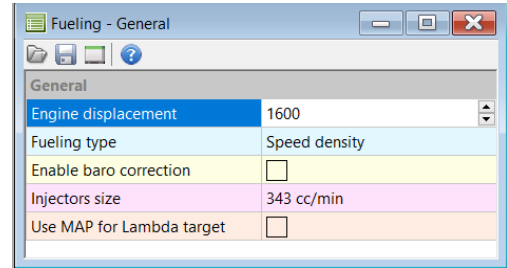 Fueling - General
General
Engine displacement 1600
Fueling type Speed density
Enable baro correction
Injectors size 343 cc/min
Use MAP for Lambda target